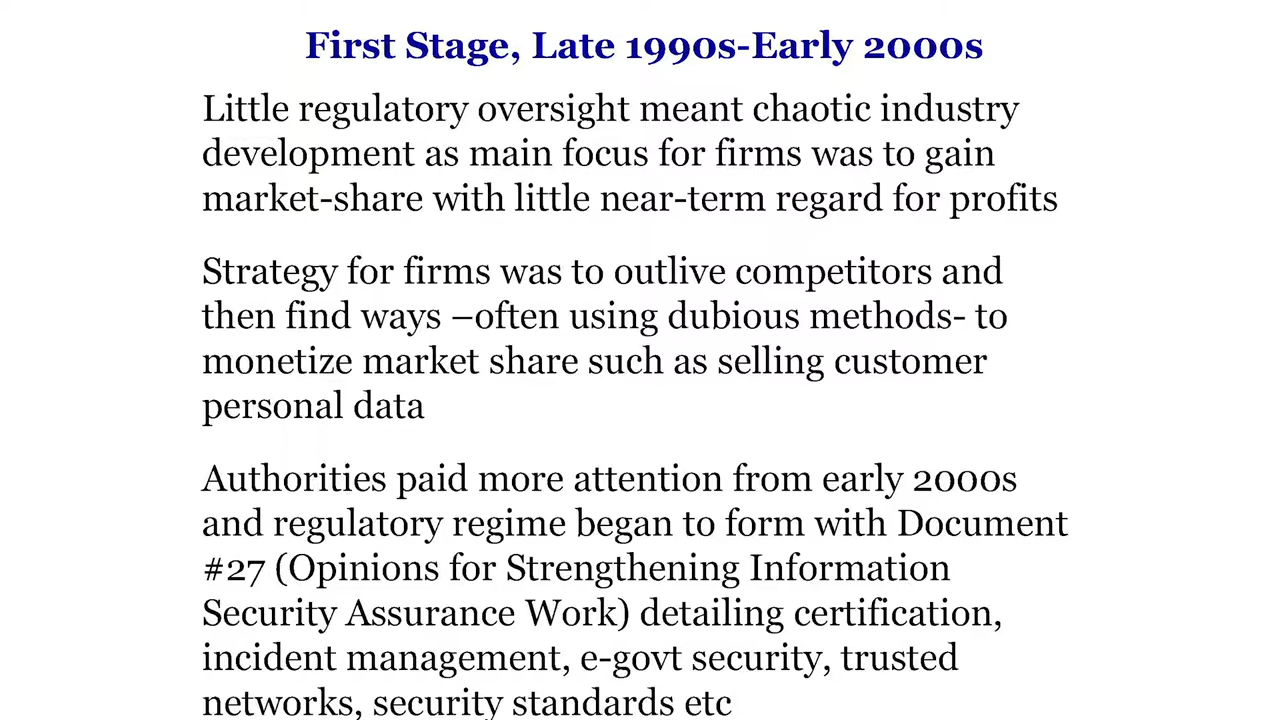 First Stage, Late 1990s-Early 2000s
Little regulatory oversight meant chaotic industry
development as main focus for firms was to gain
market-share with little near-term regard for profits
Strategy for firms was to outlive competitors and
then find ways –often using dubious methods- to
monetize market share such as selling customer
personal data
Authorities paid more attention from early 2000s
and regulatory regime began to form with Document
#27 (Opinions for Strengthening Information
Security Assurance Work) detailing certification,
incident management, e-govt security, trusted
networks, security standards etc